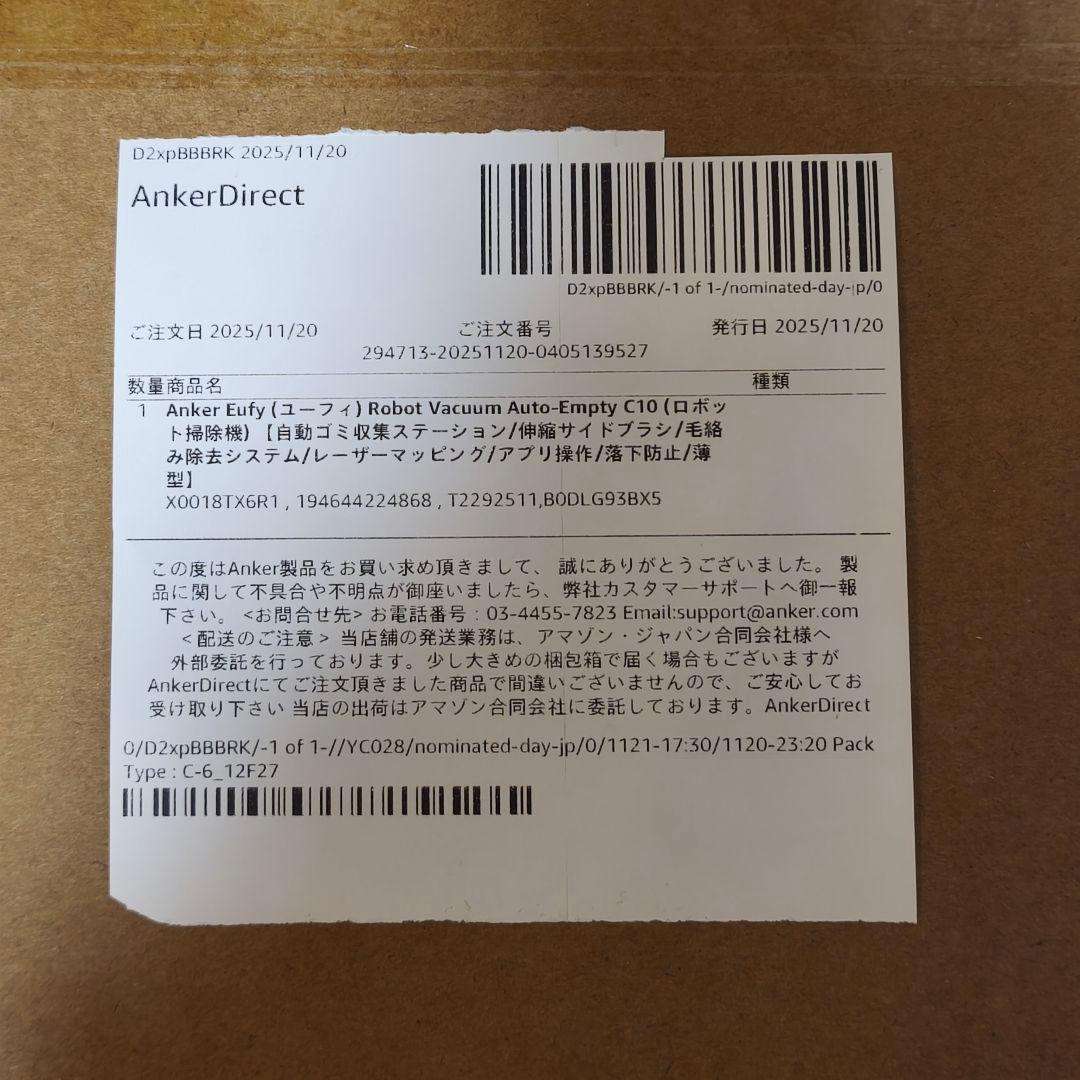 D2xpBBBRK 2025/11/20
AnkerDirect
D2xpBBBRK/-1 of 1-/nominated-day-jp/0
ご注文日 2025/11/20
ご注文番号
発行日 2025/11/20
294713-20251120-0405139527
数量商品名 種類
1 Anker Eufy (ユーフィ) Robot Vacuum Auto-Empty C10 (ロボッ
ト掃除機) 【自動ゴミ収集ステーション/伸縮サイドブラシ/毛絡
み除去システム/レーザーマッピング/アプリ操作/落下防止/薄
型】
X0018TX6R1 , 194644224868 , T2292511,B0DLG93BX5
この度はAnker製品をお買い求め頂きまして、 誠にありがとうございました。 製
品に関して不具合や不明点が御座いましたら、弊社カスタマーサポートへ御一報
下さい。 <お問合せ先> お電話番号 : 03-4455-7823 Email:support@anker.com
< 配送のご注意 > 当店舗の発送業務は、アマゾン・ジャパン合同会社様へ
外部委託を行っております。少し大きめの梱包箱で届く場合もございますが
AnkerDirectにてご注文頂きました商品で間違いございませんので、ご安心してお
受け取り下さい 当店の出荷はアマゾン合同会社に委託しております。AnkerDirect
0/D2xpBBBRK/-1 of 1-//YC028/nominated-day-jp/0/1121-17:30/1120-23:20 Pack
Type : C-6_12F27